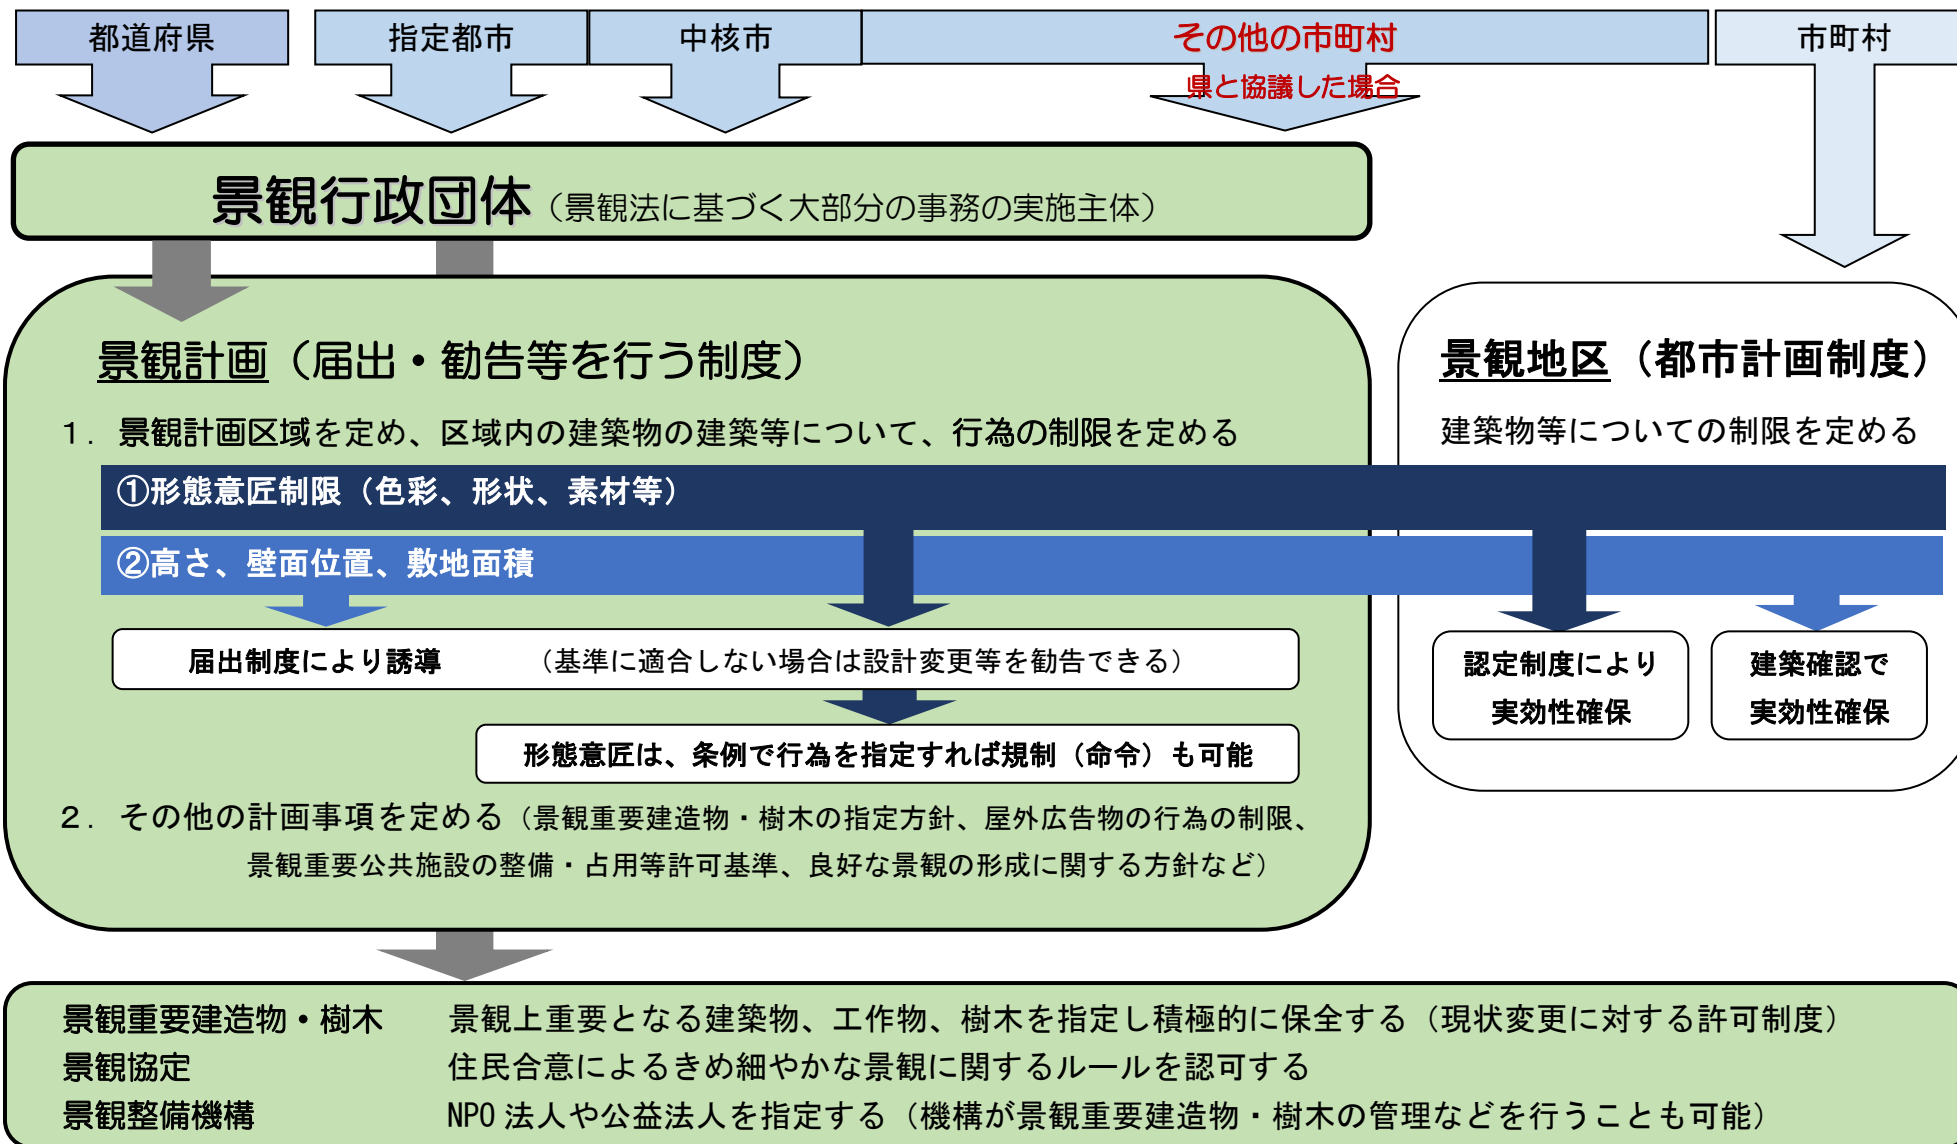 都道府県
指定都市
中核市
その他の市町村
県と協議した場合
市町村
景観行政団体（景観法に基づく大部分の事務の実施主体）
景観計画（届出・勧告等を行う制度）
１．景観計画区域を定め、区域内の建築物の建築等について、行為の制限を定める
①形態意匠制限（色彩、形状、素材等）
②高さ、壁面位置、敷地面積
届出制度により誘導　（基準に適合しない場合は設計変更等を勧告できる）
形態意匠は、条例で行為を指定すれば規制（命令）も可能
２．その他の計画事項を定める（景観重要建造物・樹木の指定方針、屋外広告物の行為の制限、
景観重要公共施設の整備・占用等許可基準、良好な景観の形成に関する方針など）
景観地区（都市計画制度）
建築物等についての制限を定める
認定制度により
実効性確保
建築確認で
実効性確保
景観重要建造物・樹木　景観上重要となる建築物、工作物、樹木を指定し積極的に保全する（現状変更に対する許可制度）
景観協定　住民合意によるきめ細やかな景観に関するルールを認可する
景観整備機構　NPO法人や公益法人を指定する（機構が景観重要建造物・樹木の管理などを行うことも可能）